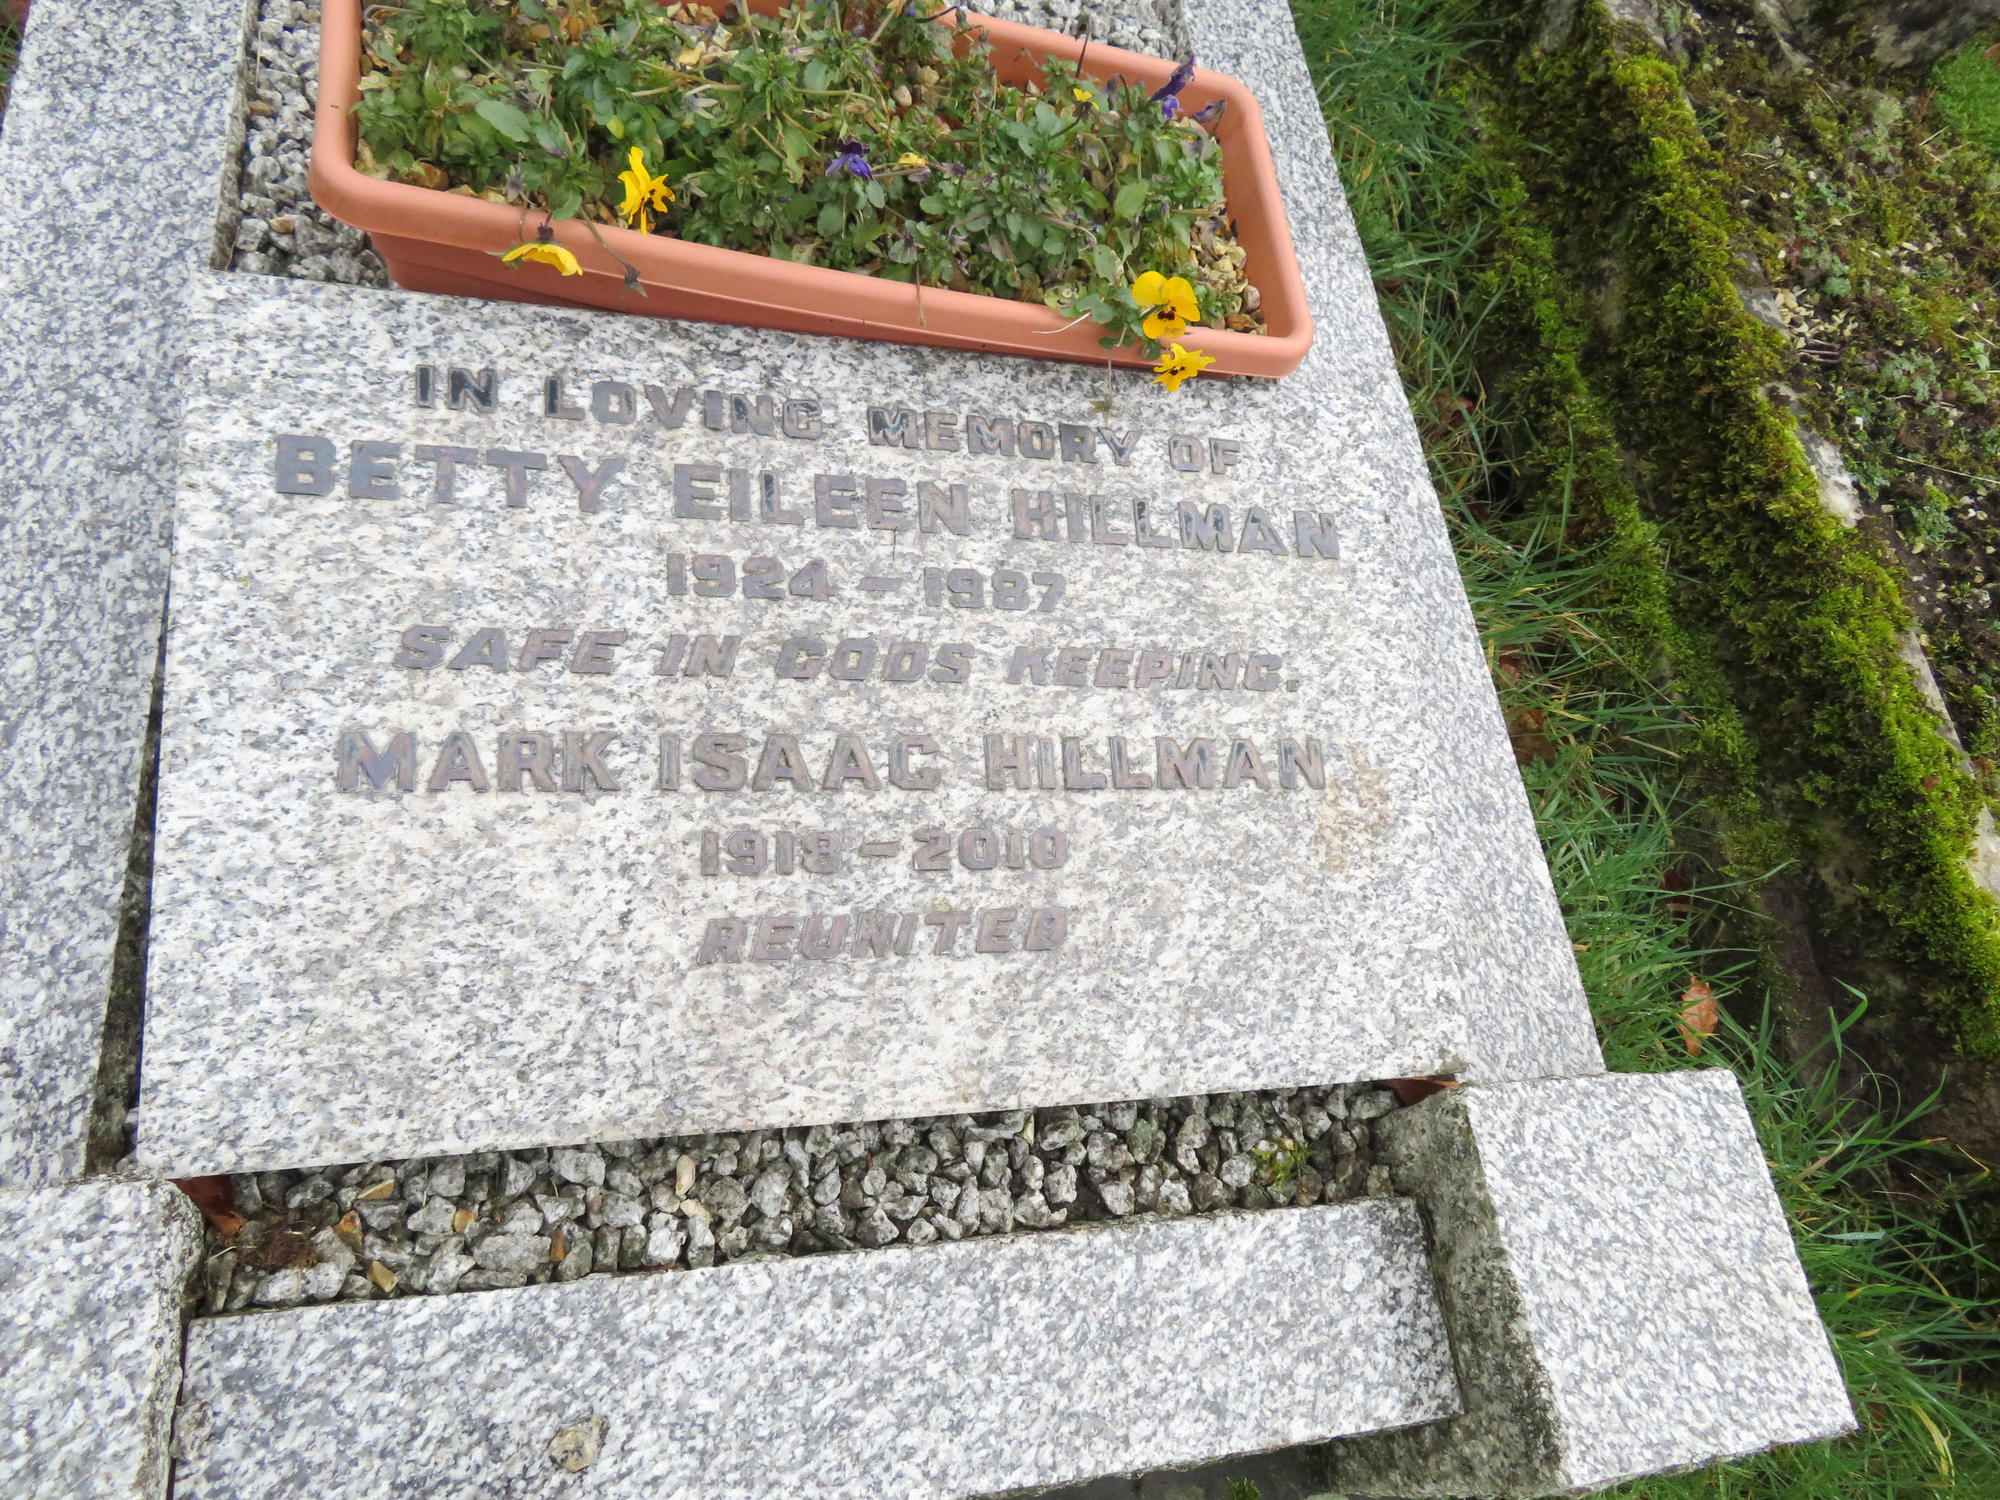 IN LOVING MEMORY OF
BETTY EILEEN HILLMAN
1924 - 1987
SAFE IN GODS KEEPING.
MARK ISAAC HILLMAN
1918 - 2010
REUNITED